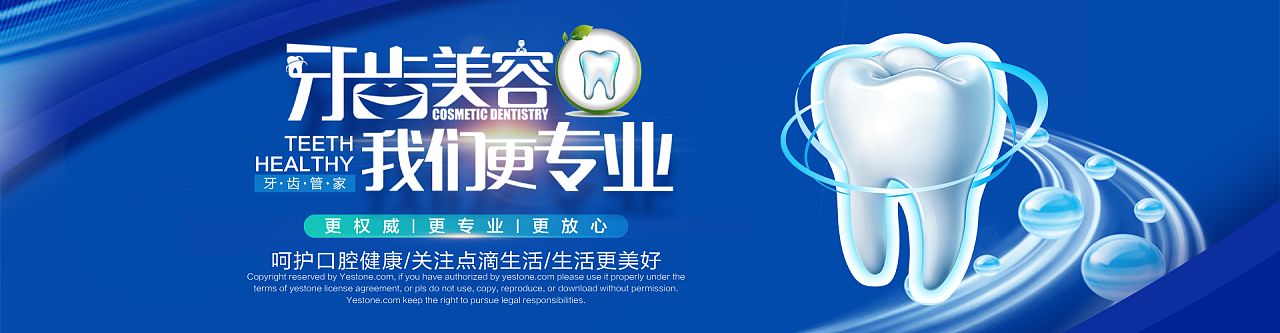 牙齿美容
COSMETIC DENTISTRY
TEETH
HEALTHY
牙·齿·管·家
我们更专业
更权威|更专业|更放心
呵护口腔健康/关注点滴生活/生活更美好
Copyright reserved by Yestone.com, if you have authorized by yestone.com please use it properly under the
terms of yestone license agreement, or pls do not use, copy, reproduce, or download without permission.
Yestone.com keep the right to pursue legal responsibilities.